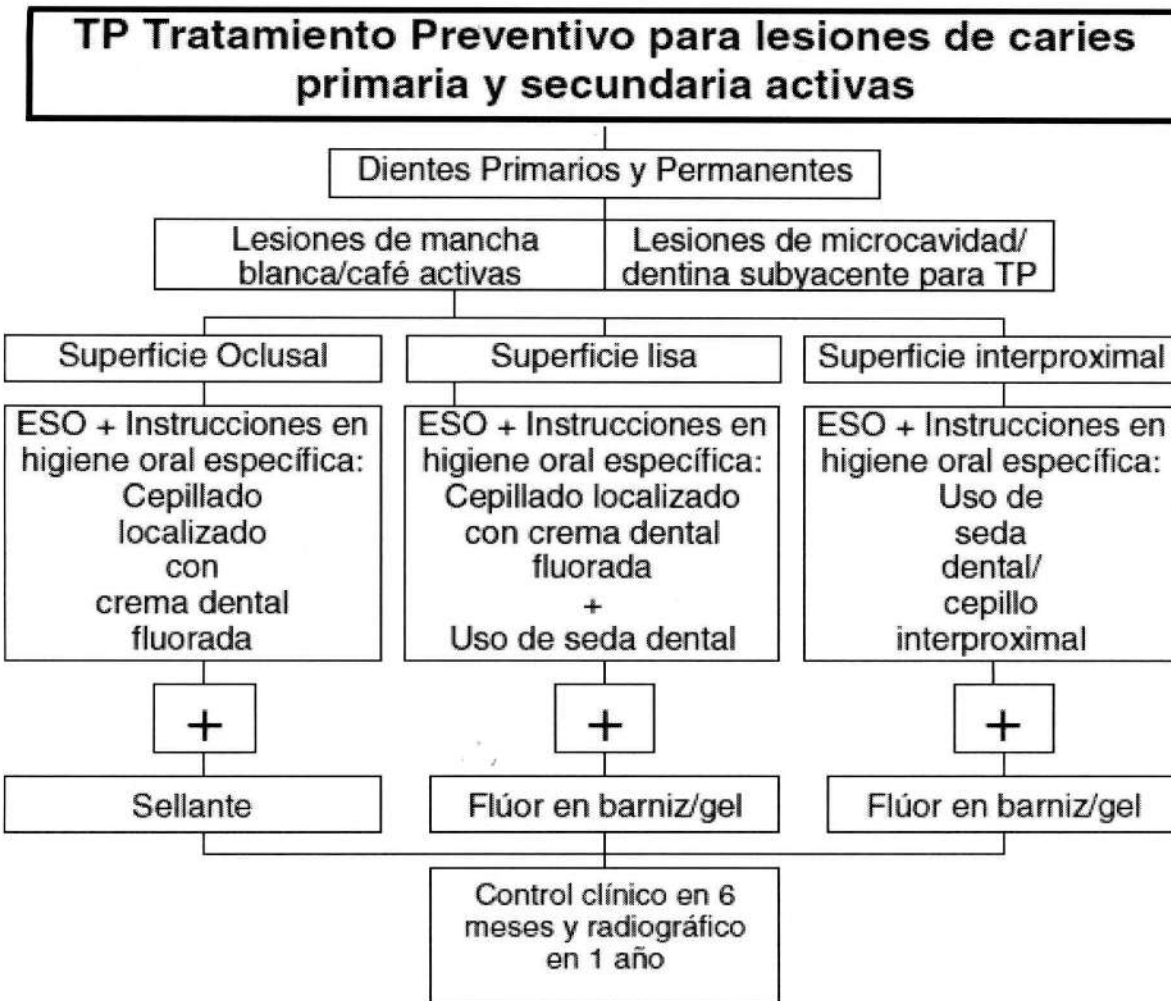 TP Tratamiento Preventivo para lesiones de caries
primaria y secundaria activas
Dientes Primarios y Permanentes
Lesiones de mancha
blanca/café activas
Lesiones de microcavidad/
dentina subyacente para TP
Superficie Oclusal
Superficie lisa
Superficie interproximal
ESO + Instrucciones en
higiene oral específica:
Cepillado
localizado
con
crema dental
fluorada
ESO + Instrucciones en
higiene oral específica:
Cepillado localizado
con crema dental
fluorada
+
Uso de seda dental
ESO + Instrucciones en
higiene oral específica:
Uso de
seda
dental/
cepillo
interproximal
+
+
+
Sellante
Flúor en barniz/gel
Flúor en barniz/gel
Control clínico en 6
meses y radiográfico
en 1 año